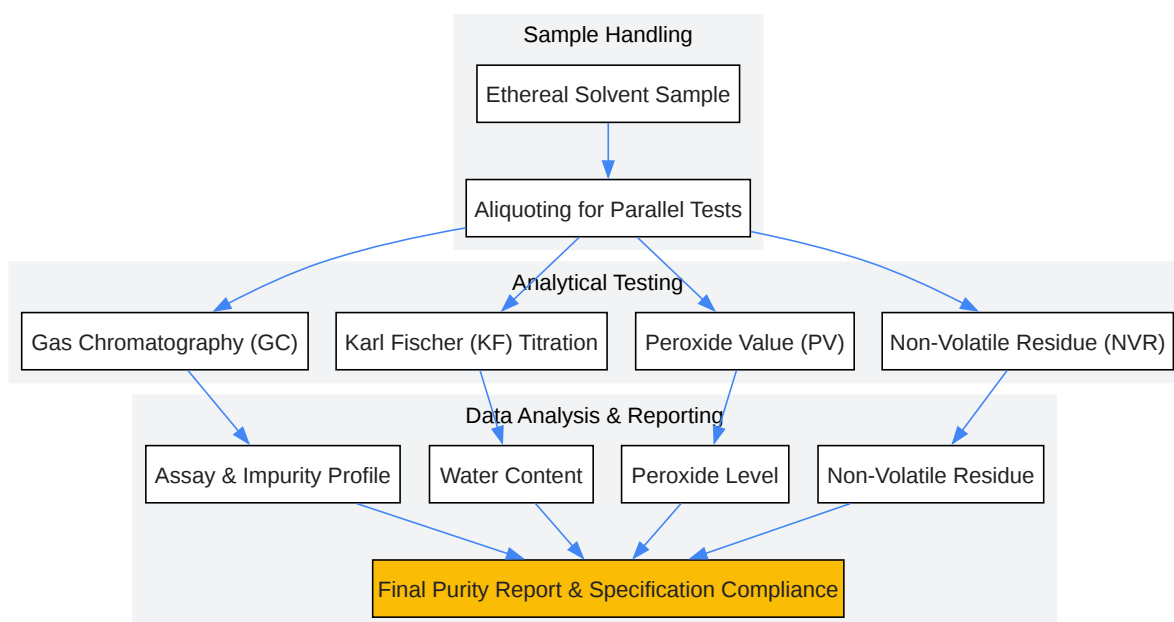 Sample Handling
Ethereal Solvent Sample
Aliquoting for Parallel Tests
Analytical Testing
Gas Chromatography (GC)
Karl Fischer (KF) Titration
Peroxide Value (PV)
Non-Volatile Residue (NVR)
Data Analysis & Reporting
Assay & Impurity Profile
Water Content
Peroxide Level
Non-Volatile Residue
Final Purity Report & Specification Compliance